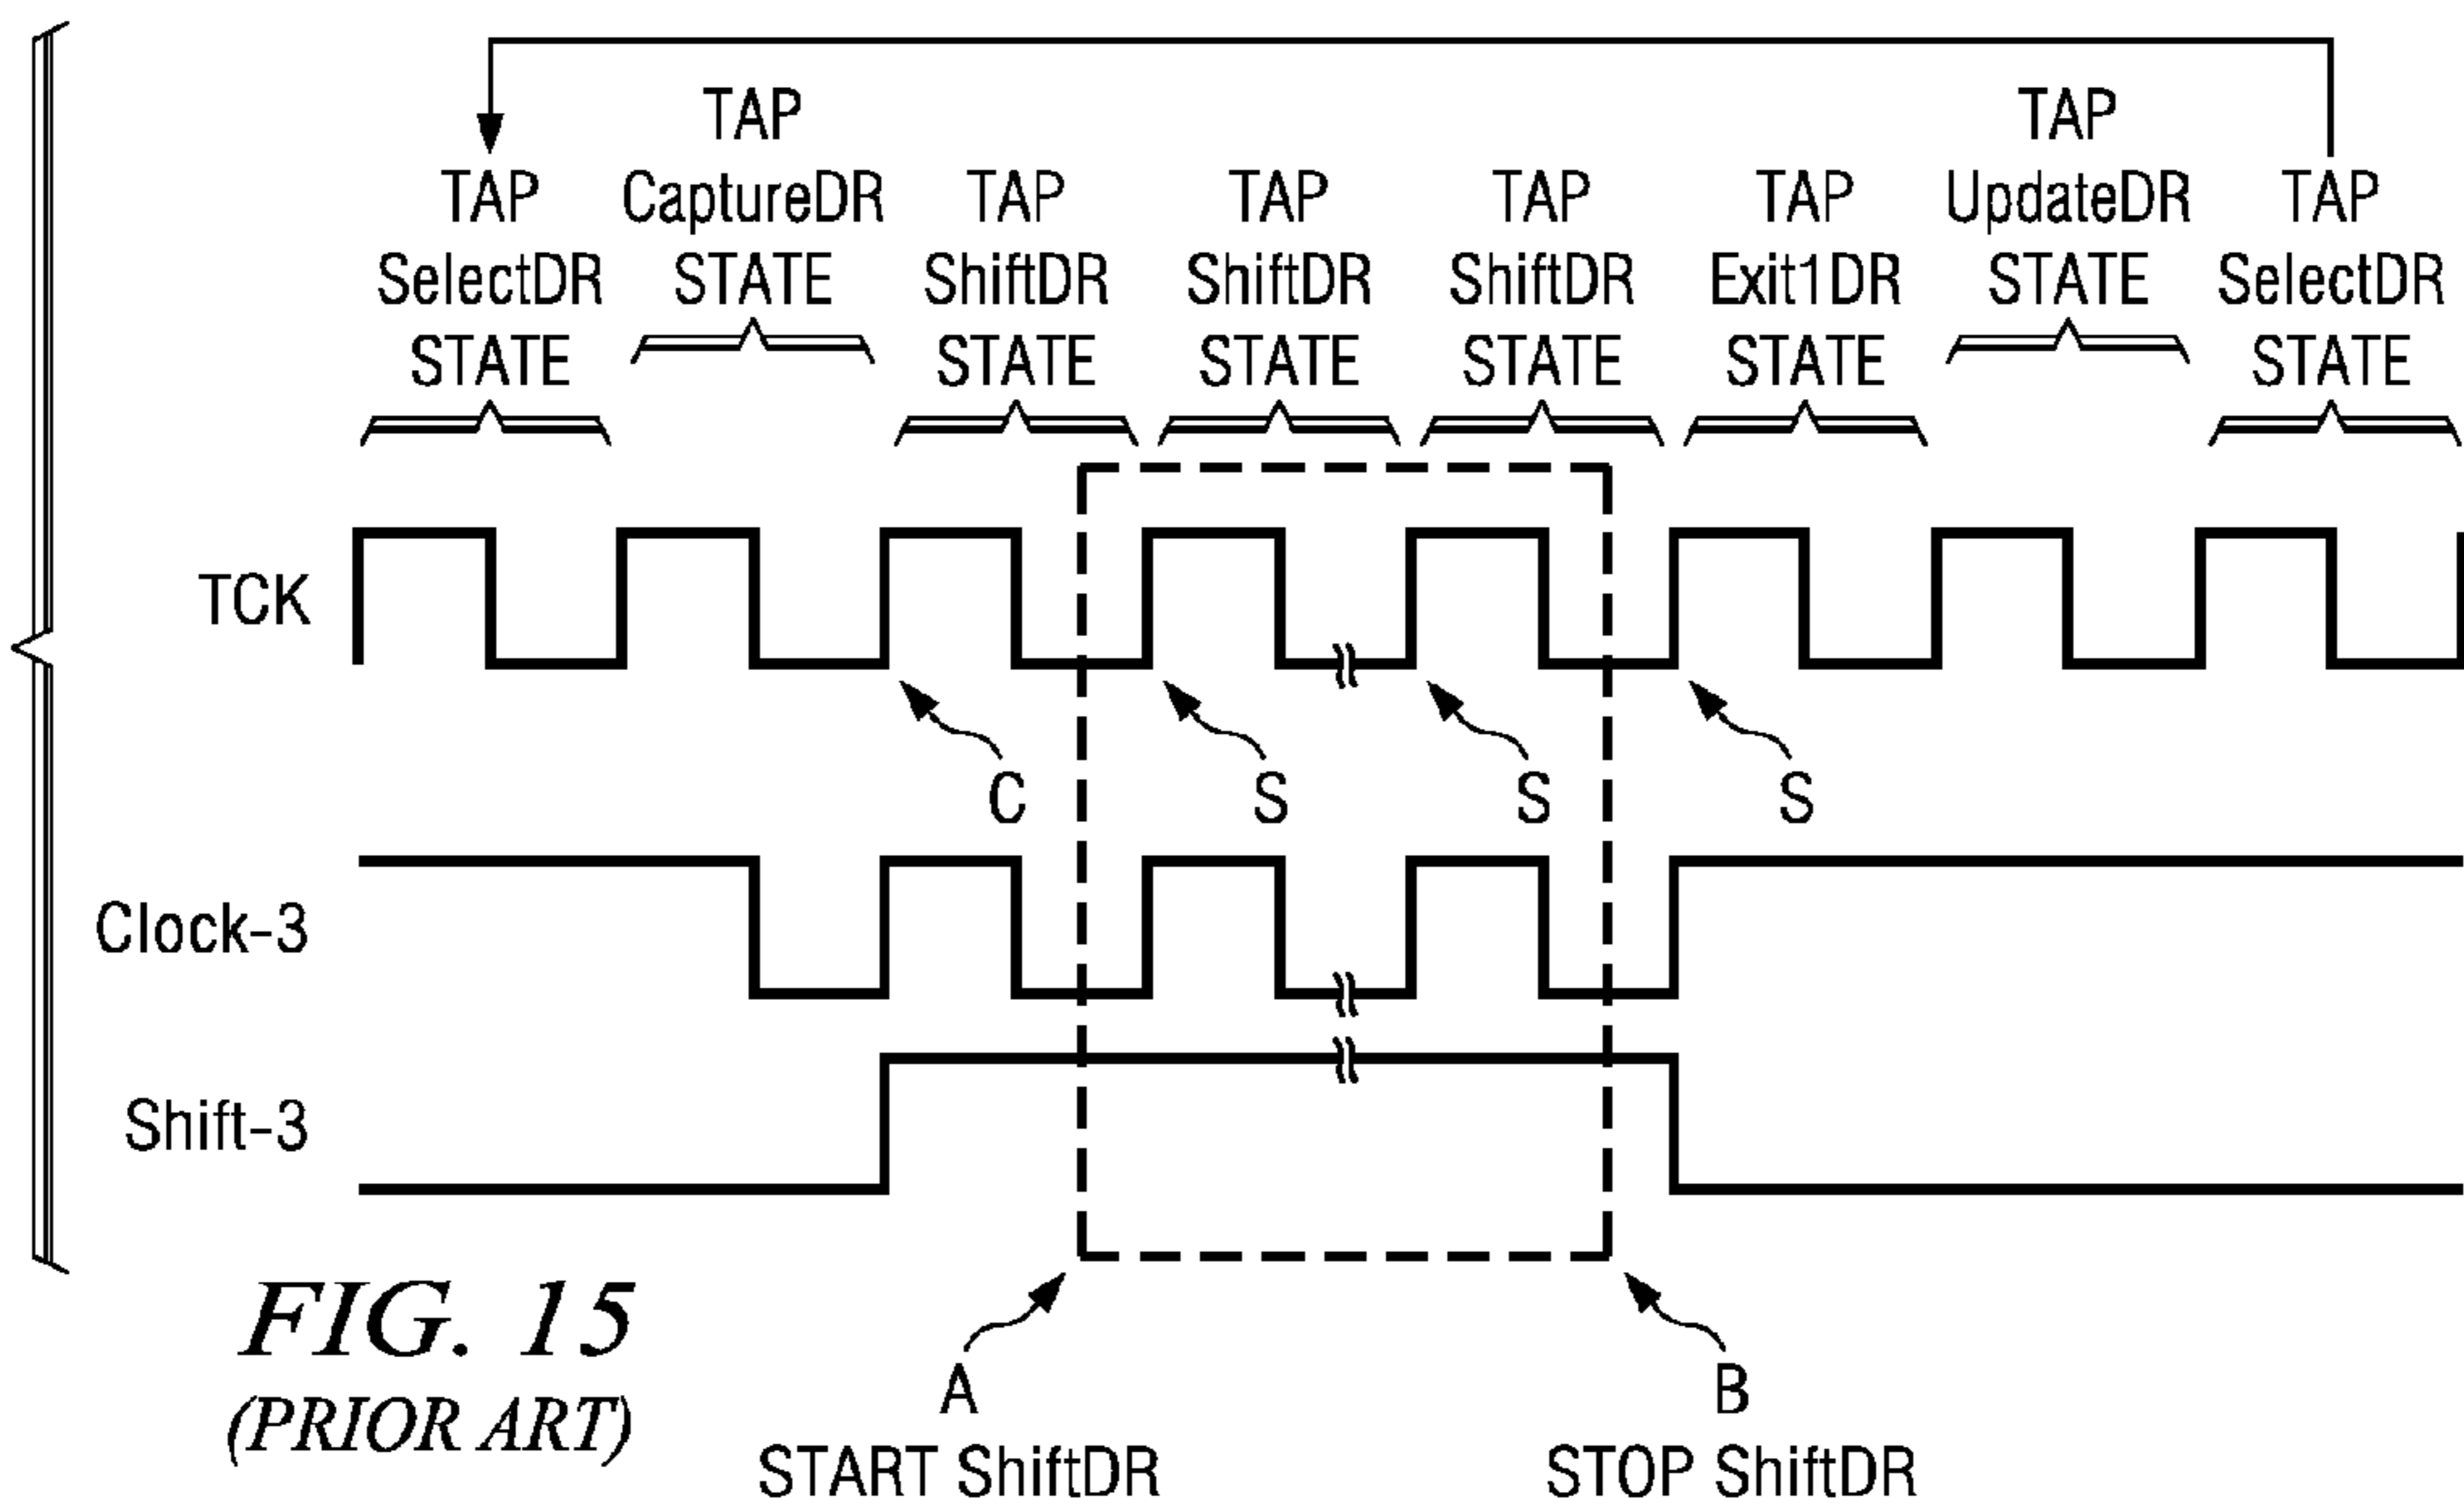 TAP
SelectDR
STATE
TAP
CaptureDR
STATE
TAP
ShiftDR
STATE
TAP
ShiftDR
STATE
TAP
ShiftDR
STATE
TAP
Exit1DR
STATE
TAP
UpdateDR
STATE
TAP
SelectDR
STATE
TCK
C
S
S
S
Clock-3
Shift-3
A
START ShiftDR
B
STOP ShiftDR
FIG. 15
(PRIOR ART)